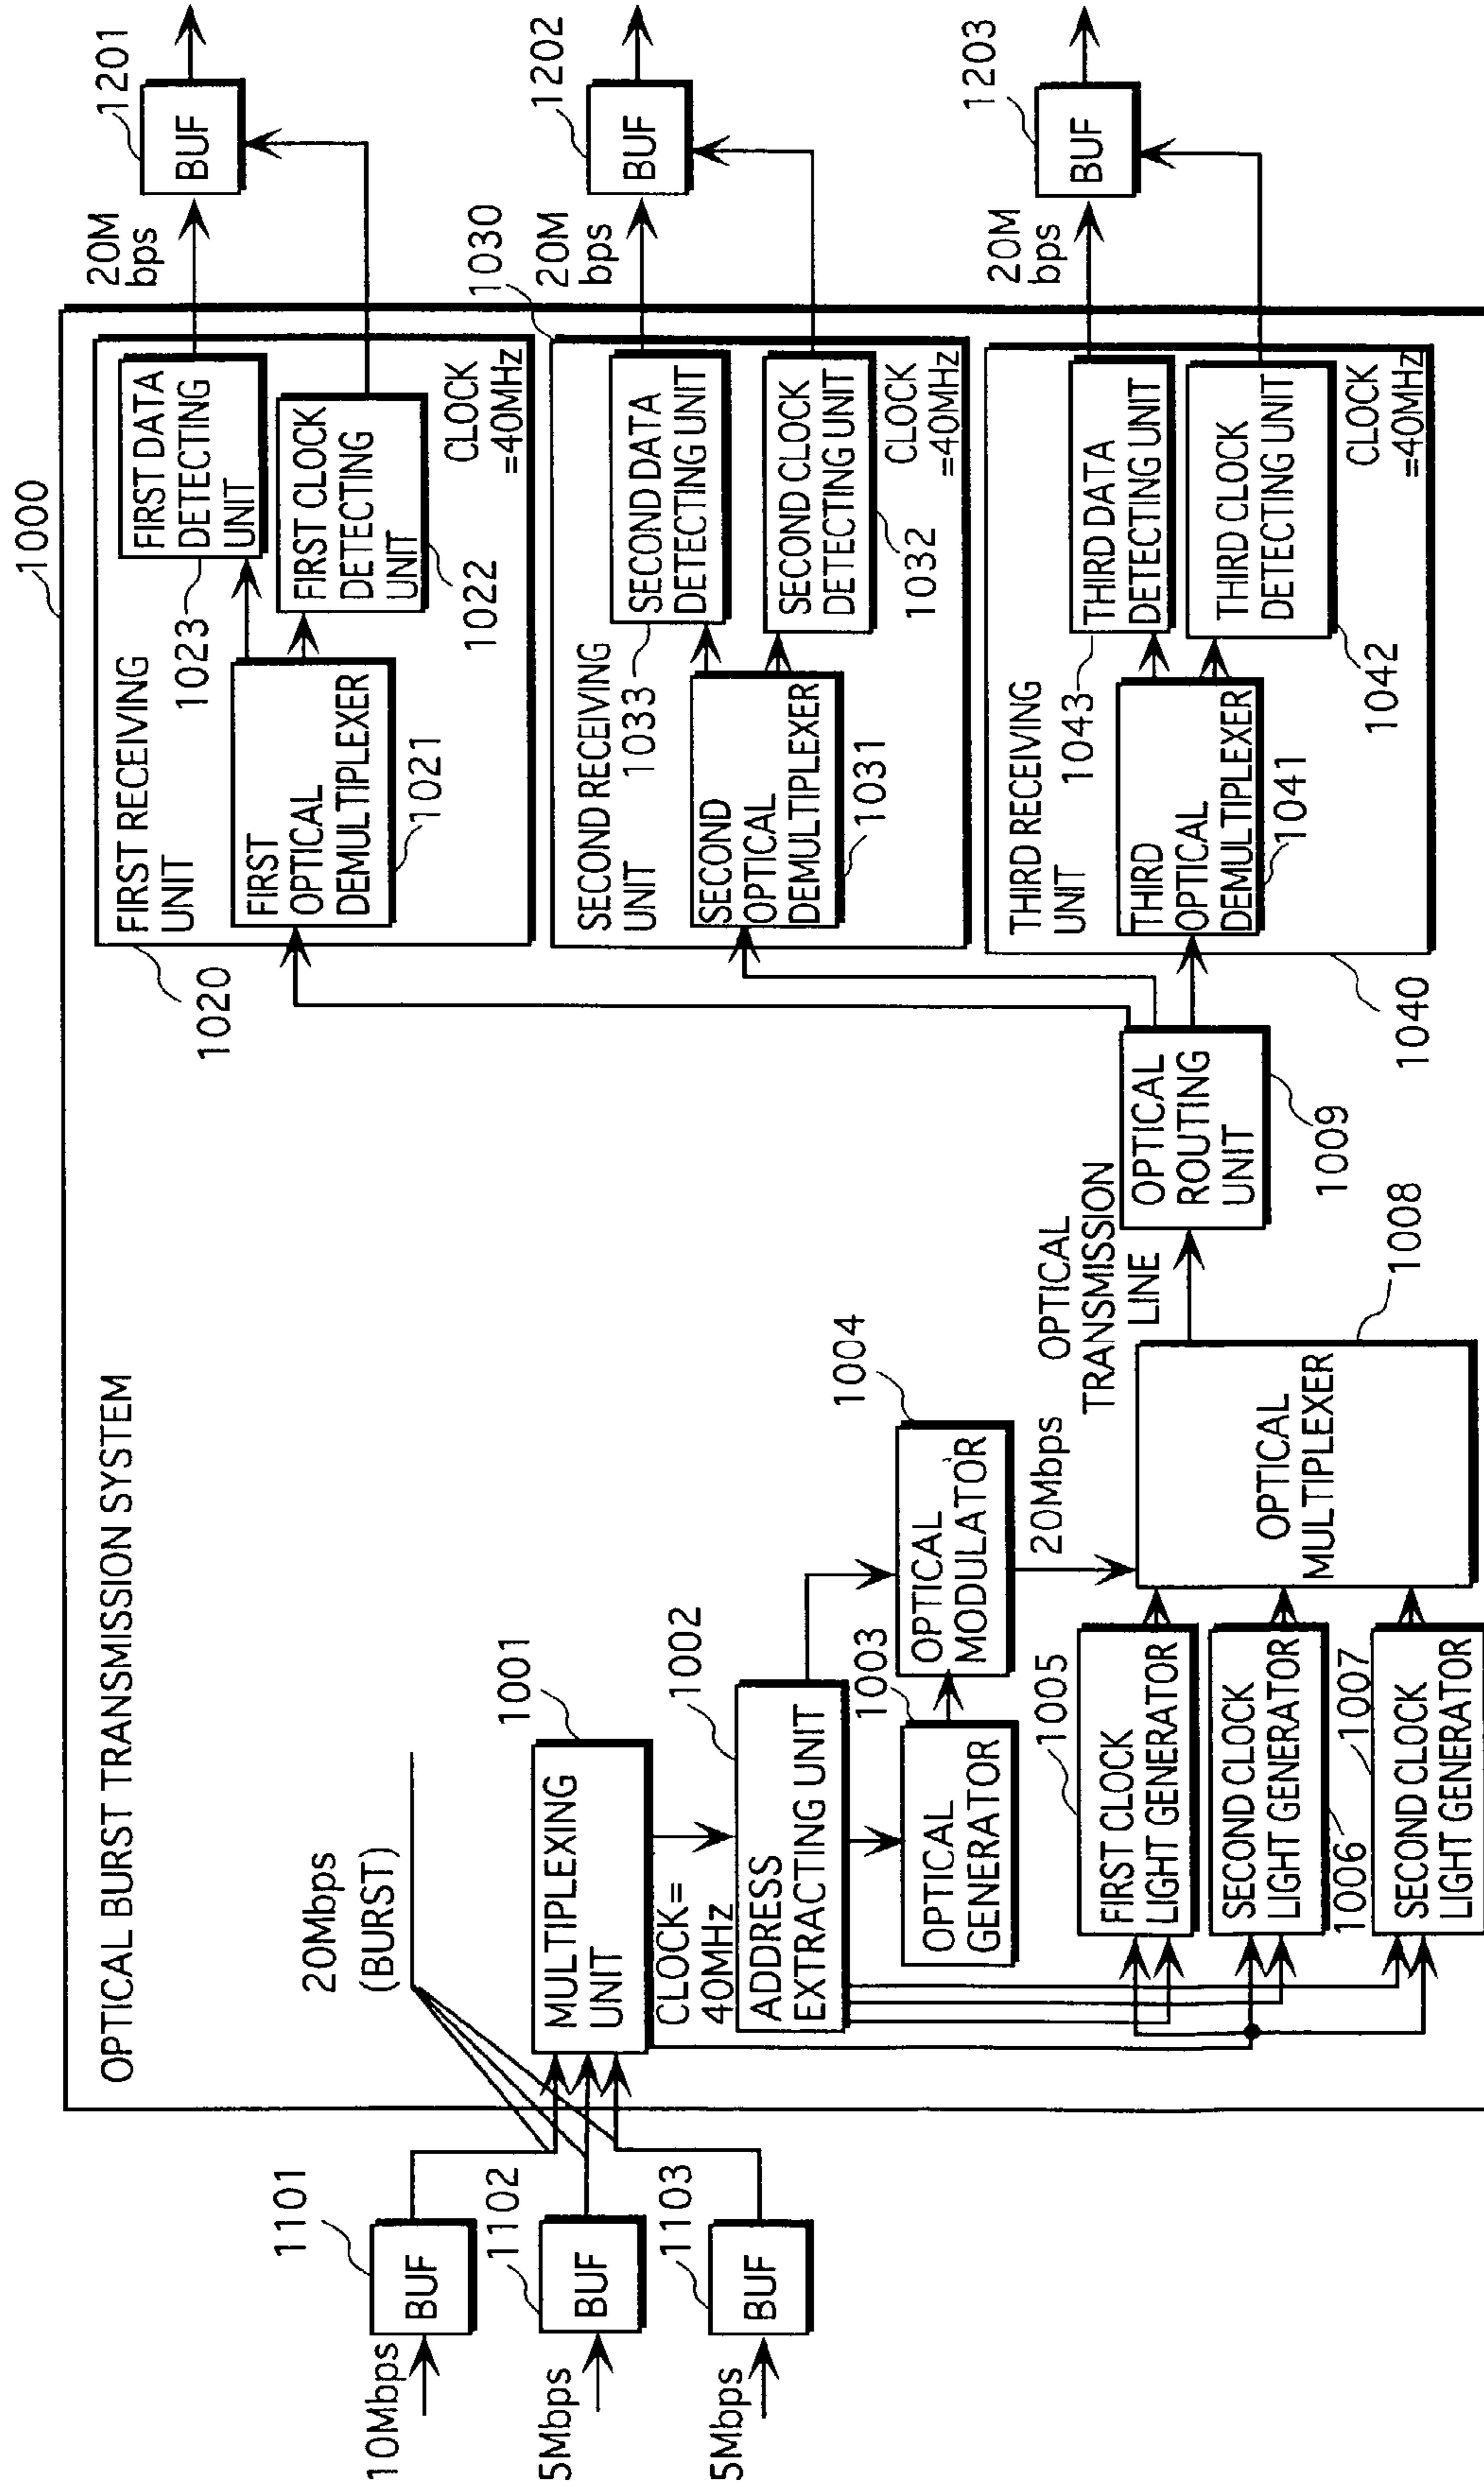 OPTICAL BURST TRANSMISSION SYSTEM
1000
10Mbps
BUF
1101
5Mbps
BUF
1102
5Mbps
BUF
1103
20Mbps
(BURST)
MULTIPLEXING
UNIT
1001
CLOCK=
40MHz
ADDRESS
EXTRACTING UNIT
1002
OPTICAL
GENERATOR
1003
OPTICAL
MODULATOR
1004
20Mbps
FIRST CLOCK
LIGHT GENERATOR
1005
SECOND CLOCK
LIGHT GENERATOR
1006
SECOND CLOCK
LIGHT GENERATOR
1007
OPTICAL
MULTIPLEXER
1008
OPTICAL
TRANSMISSION
LINE
OPTICAL
ROUTING
UNIT
1009
FIRST RECEIVING
UNIT
1020
FIRST
OPTICAL
DEMULTIPLEXER
1021
1023
FIRST DATA
DETECTING
UNIT
FIRST CLOCK
DETECTING
UNIT
1022
CLOCK
=40MHz
20M
bps
BUF
1201
SECOND RECEIVING
UNIT
1030
SECOND
OPTICAL
DEMULTIPLEXER
1031
1033
SECOND DATA
DETECTING UNIT
SECOND CLOCK
DETECTING UNIT
1032
CLOCK
=40MHz
20M
bps
BUF
1202
THIRD RECEIVING
UNIT
1040
THIRD
OPTICAL
DEMULTIPLEXER
1041
1043
THIRD DATA
DETECTING UNIT
THIRD CLOCK
DETECTING UNIT
1042
CLOCK
=40MHz
20M
bps
BUF
1203